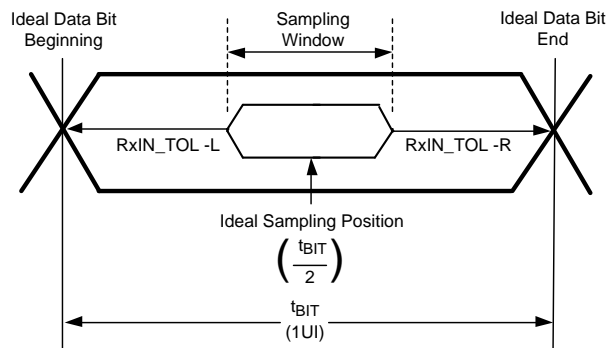 Ideal Data Bit
Beginning
Sampling
Window
Ideal Data Bit
End
RxIN_TOL -L
RxIN_TOL -R
Ideal Sampling Position
(tBIT
2)
tBIT
(1UI)